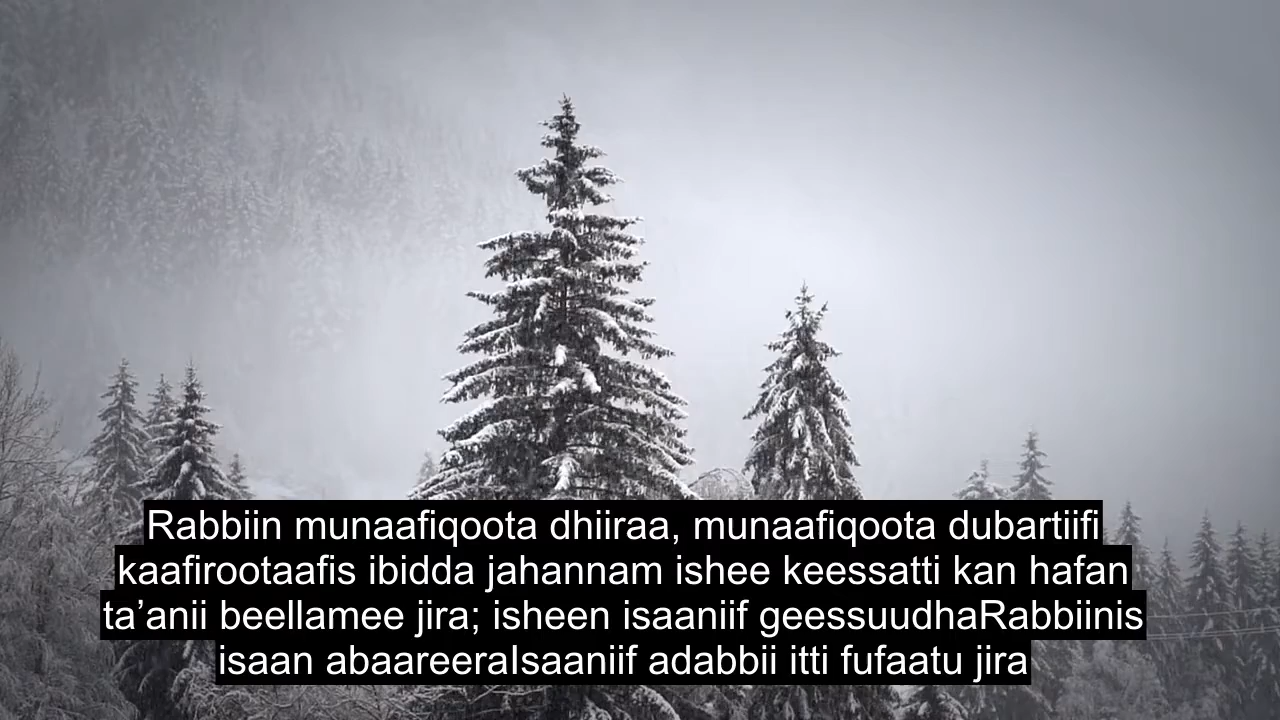 Rabbiin munaafiqoota dhiiraa, munaafiqoota dubartiifi
kaafirootaafis ibidda jahannam ishee keessatti kan hafan
ta’anii beellamee jira; isheen isaaniif geessuudhaRabbiinis
isaan abaareeraIsaaniif adabbii itti fufaatu jira